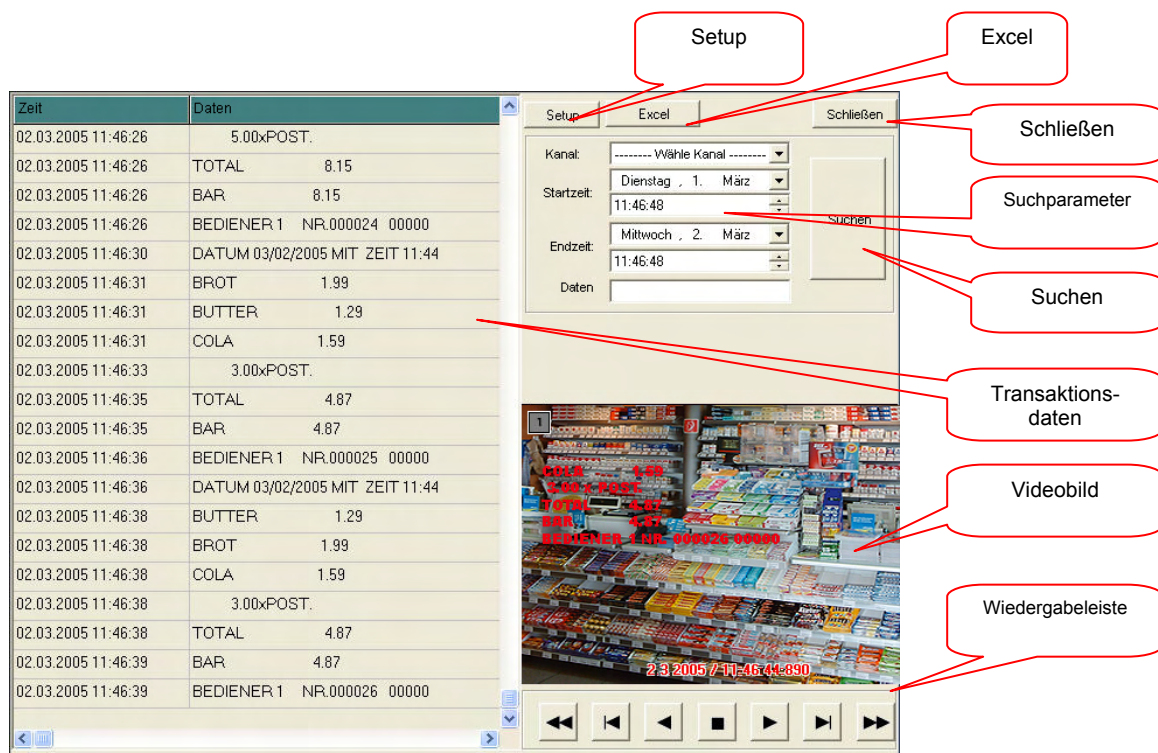 Setup
Excel
Zeit Daten
02.03.2005 11:46:26 5.00xPOST.
02.03.2005 11:46:26 TOTAL 8.15
02.03.2005 11:46:26 BAR 8.15
02.03.2005 11:46:26 BEDIENER 1 NR.000024 00000
02.03.2005 11:46:30 DATUM 03/02/2005 MIT ZEIT 11:44
02.03.2005 11:46:31 BROT 1.99
02.03.2005 11:46:31 BUTTER 1.29
02.03.2005 11:46:31 COLA 1.59
02.03.2005 11:46:33 3.00xPOST.
02.03.2005 11:46:35 TOTAL 4.87
02.03.2005 11:46:35 BAR 4.87
02.03.2005 11:46:36 BEDIENER 1 NR.000025 00000
02.03.2005 11:46:36 DATUM 03/02/2005 MIT ZEIT 11:44
02.03.2005 11:46:38 BUTTER 1.29
02.03.2005 11:46:38 BROT 1.99
02.03.2005 11:46:38 COLA 1.59
02.03.2005 11:46:38 3.00xPOST.
02.03.2005 11:46:38 TOTAL 4.87
02.03.2005 11:46:39 BAR 4.87
02.03.2005 11:46:39 BEDIENER 1 NR.000026 00000
Setup Excel Schließen
Kanal: -------- Wähle Kanal --------
Startzeit: Dienstag , 1. März
11:46:48
Endzeit: Mittwoch , 2. März
11:46:48
Daten
Suchen
1
COLA 1.59
3.00 x POST.
TOTAL 4.87
BAR 4.87
BEDIENER 1 NR. 000026 00000
2 3 2005 / 11:46:44:890
Schließen
Suchparameter
Suchen
Transaktions-
daten
Videobild
Wiedergabeleiste